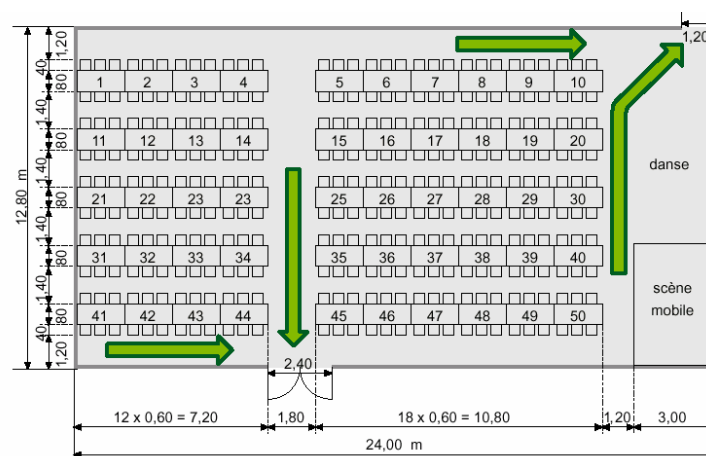 1,20
1,20
40
80
1 2 3 4 5 6 7 8 9 10
1,40
80
11 12 13 14 15 16 17 18 19 20
danse
1,40
12,80 m
80
21 22 23 23 25 26 27 28 29 30
1,40
80
31 32 33 34 35 36 37 38 39 40
scène
mobile
1,40
80
41 42 43 44 45 46 47 48 49 50
40
1,20
2,40
12 x 0,60 = 7,20 1,80 18 x 0,60 = 10,80 1,20 3,00
24,00 m